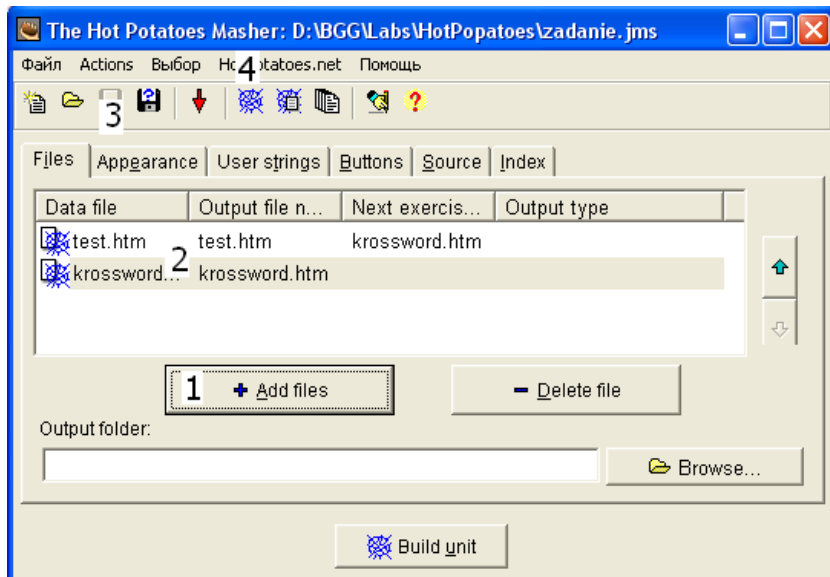 The Hot Potatoes Masher: D:\BGG\Labs\HotPopatoes\zadanie.jms
Файл Actions Выбор Hot Potatoes.net Помощь
4
3
Files Appearance User strings Buttons Source Index
Data file Output file n... Next exercis... Output type
test.htm test.htm krossword.htm
2
krossword... krossword.htm
1 + Add files - Delete file
Output folder:
Browse...
Build unit